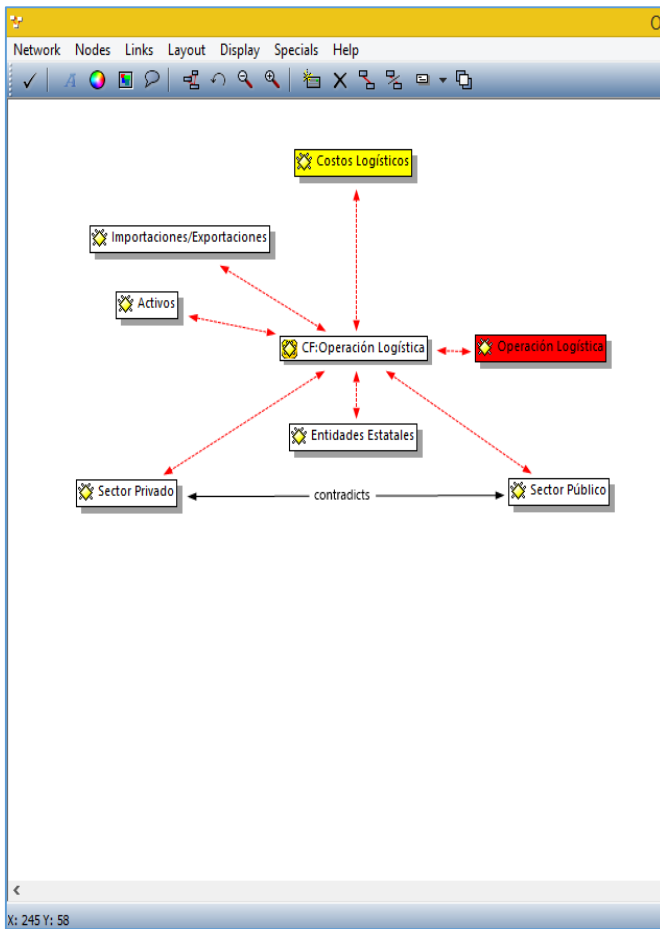 O
Network Nodes Links Layout Display Specials Help
A
Costos Logísticos
Importaciones/Exportaciones
Activos
CF:Operación Logística
Operación Logística
Entidades Estatales
Sector Privado
contradicts
Sector Público
X: 245 Y: 58